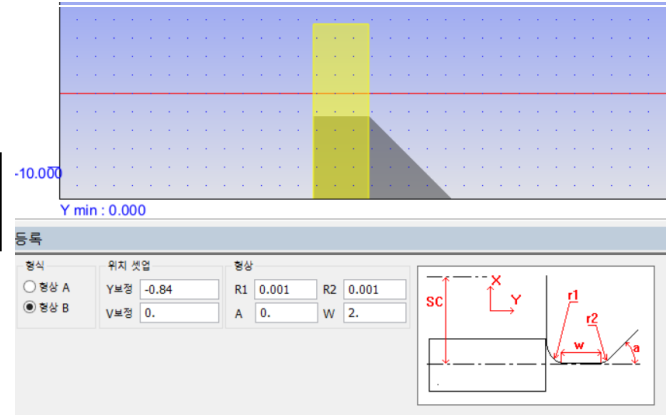 -10.000
Y min : 0.000
등록
형식
위치 셋업
형상
형상 A
Y보정 -0.84
R1 0.001
R2 0.001
형상 B
V보정 0.
A 0.
W 2.
SC
X
Y
r1
r2
w
a